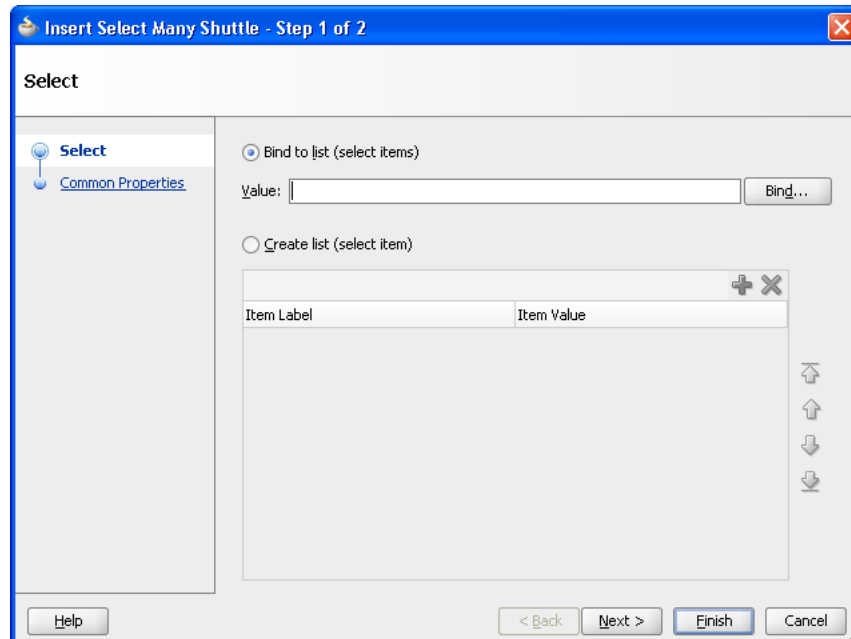 Insert Select Many Shuttle - Step 1 of 2
Select
Select
Common Properties
Bind to list (select items)
Value:
Bind...
Create list (select item)
Item Label Item Value
Help < Back Next > Finish Cancel